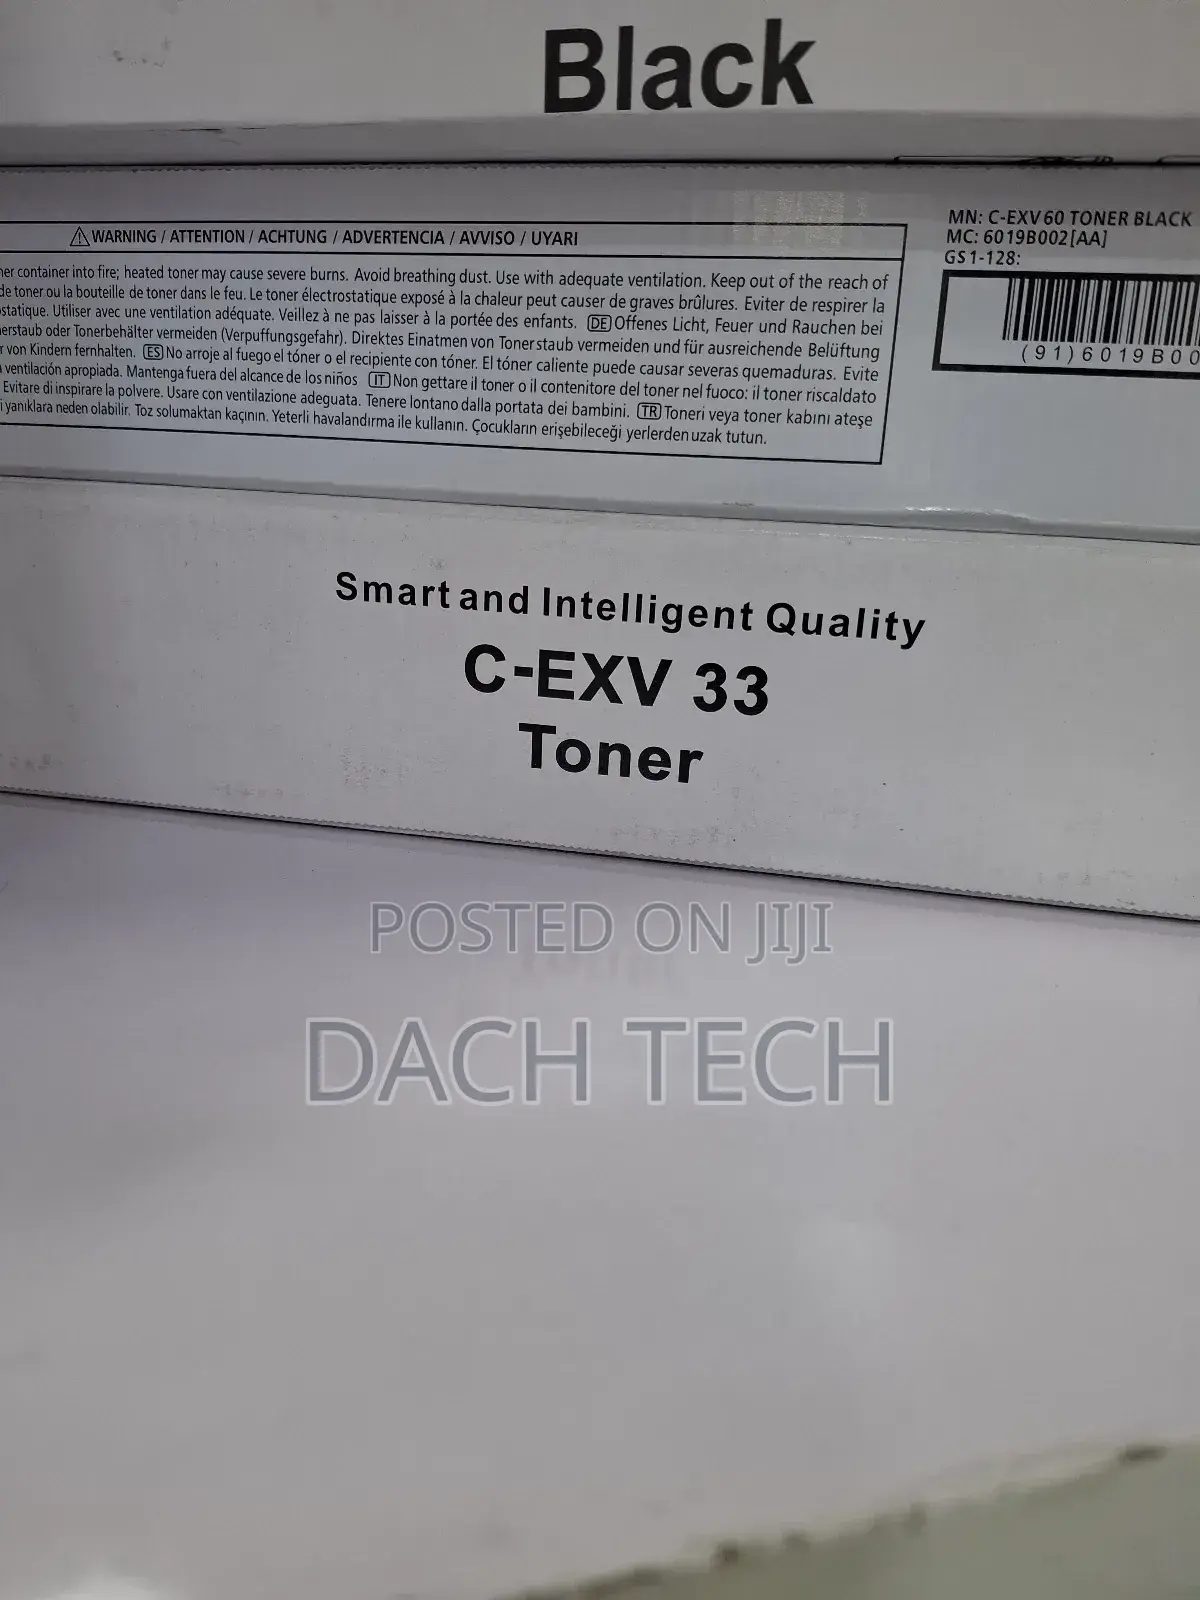 Black
WARNING / ATTENTION / ACHTUNG / ADVERTENCIA / AVVISO / UYARI
container into fire; heated toner may cause severe burns. Avoid breathing dust. Use with adequate ventilation. Keep out of the reach of
de toner ou la bouteille de toner dans le feu. Le toner électrostatique exposé à la chaleur peut causer de graves brûlures. Eviter de respirer la
Utiliser avec une ventilation adéquate. Veillez à ne pas laisser à la portée des enfants. DE Offenes Licht, Feuer und Rauchen bei
oder Tonerbehälter vermeiden (Verpuffungsgefahr). Direktes Einatmen von Tonerstaub vermeiden und für ausreichende Belüftung
von Kindern fernhalten. ES No arroje al fuego el tóner o el recipiente con tóner. El tóner caliente puede causar severas quemaduras. Evite
ventilación apropiada. Mantenga fuera del alcance de los niños IT Non gettare il toner o il contenitore del toner nel fuoco: il toner riscaldato
Evitare di inspirare la polvere. Usare con ventilazione adeguata. Tenere lontano dalla portata dei bambini. TR Toneri veya toner kabını ateşe
yanıklara neden olabilir. Toz solumaktan kaçının. Yeterli havalandırma ile kullanın. Çocukların erişebileceği yerlerden uzak tutun.
MN: C-EXV 60 TONER BLACK
MC: 6019B002[AA]
GS1-128:
(91)6019B00
Smart and Intelligent Quality
C-EXV 33
Toner
POSTED ON JIJI
DACH TECH